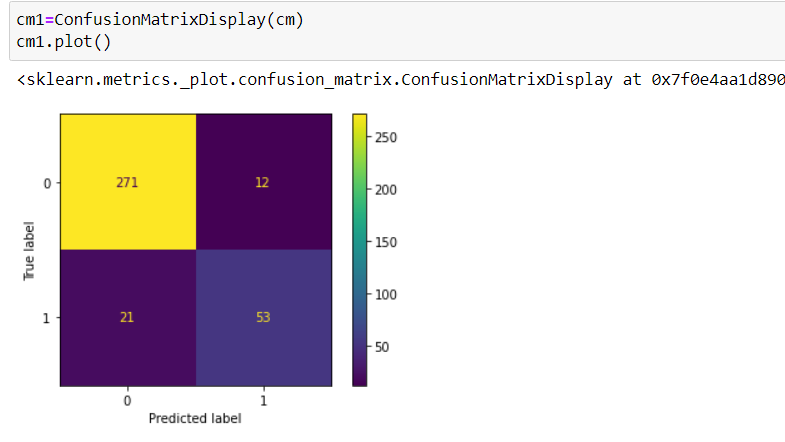 cm1=ConfusionMatrixDisplay(cm)
cm1.plot()
<sklearn.metrics._plot.confusion_matrix.ConfusionMatrixDisplay at 0x7f0e4aa1d890
250
0
271
12
200
True label
150
100
1
21
53
50
0
1
Predicted label